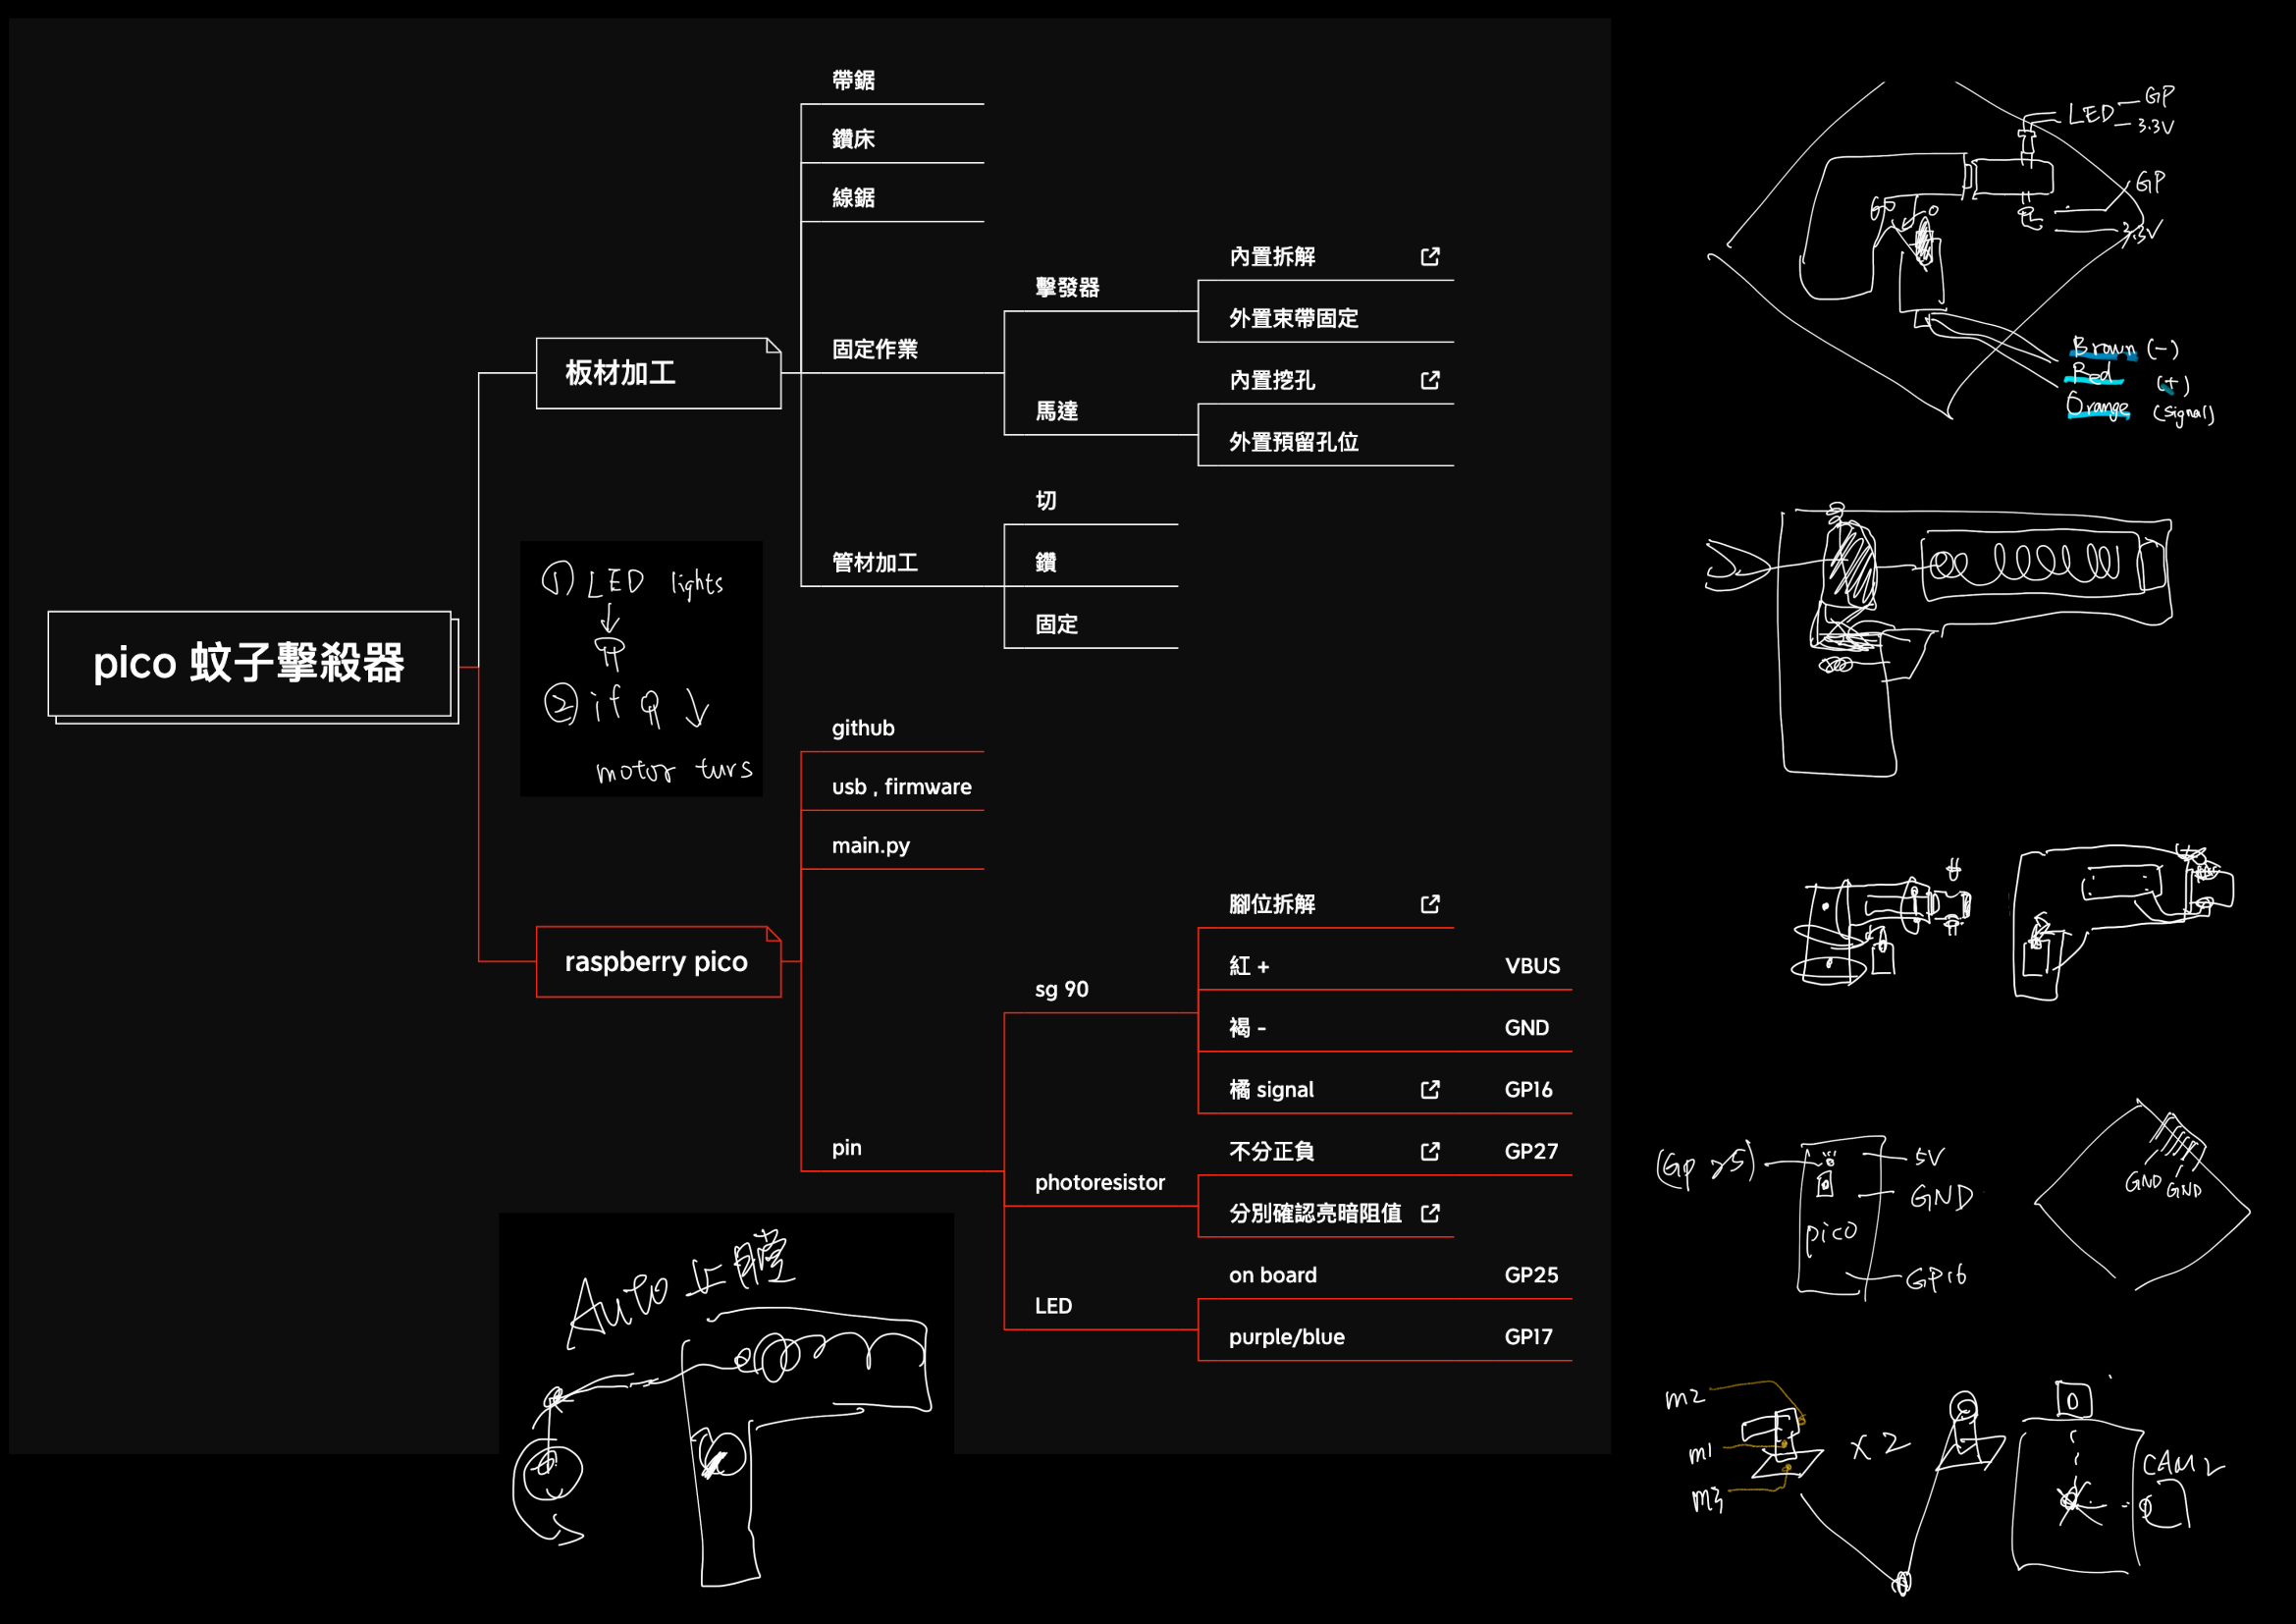 pico 蚊子擊殺器
板材加工
帶鋸
鑽床
線鋸
固定作業
擊發器
內置拆解
外置束帶固定
馬達
內置挖孔
外置預留孔位
管材加工
切
鑽
固定
① LED lights
② if
motor turs
raspberry pico
github
usb , firmware
main.py
pin
sg 90
腳位拆解
紅 + VBUS
褐 - GND
橘 signal GP16
photoresistor
不分正負 GP27
分別確認亮暗阻值
LED
on board GP25
purple/blue GP17
Auto 上膛
LED GP
3.3V
GP
3.3V
Brown (-)
Red (+)
Orange (signal)
(Gp 25)
5V
GND
pico
GP16
GND GND
m2
m1
m3
x 2
CAM 2